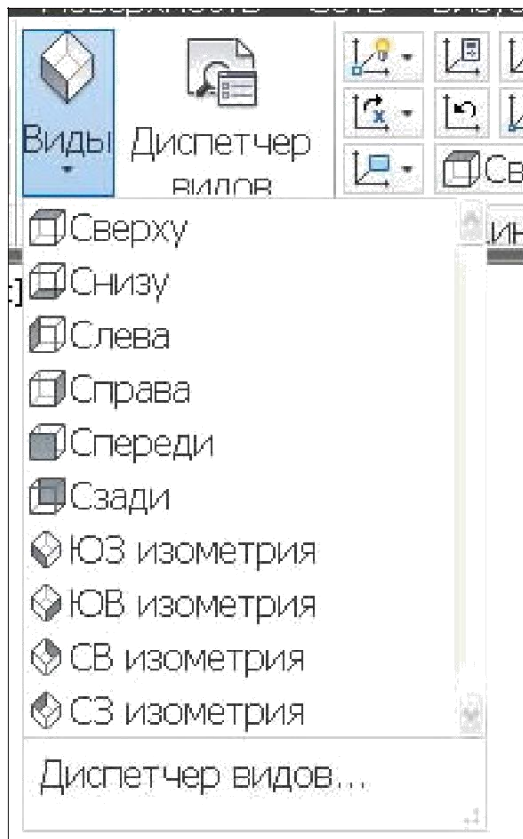 Виды
Диспетчер
видов
Св
Сверху
Снизу
Слева
Справа
Спереди
Сзади
ЮЗ изометрия
ЮВ изометрия
СВ изометрия
СЗ изометрия
Диспетчер видов...